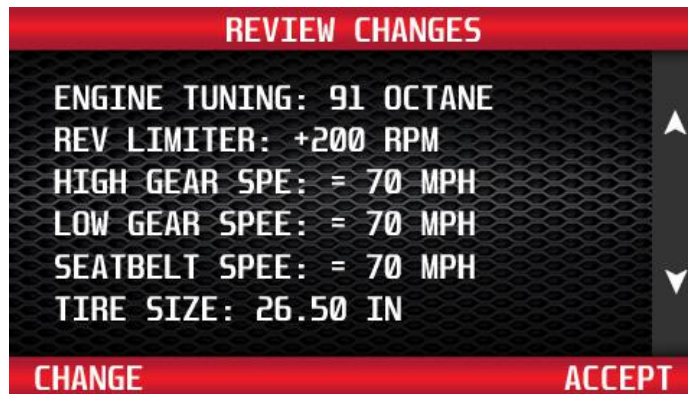 REVIEW CHANGES
ENGINE TUNING: 91 OCTANE
REV LIMITER: +200 RPM
HIGH GEAR SPE: = 70 MPH
LOW GEAR SPEE: = 70 MPH
SEATBELT SPEE: = 70 MPH
TIRE SIZE: 26.50 IN
CHANGE ACCEPT